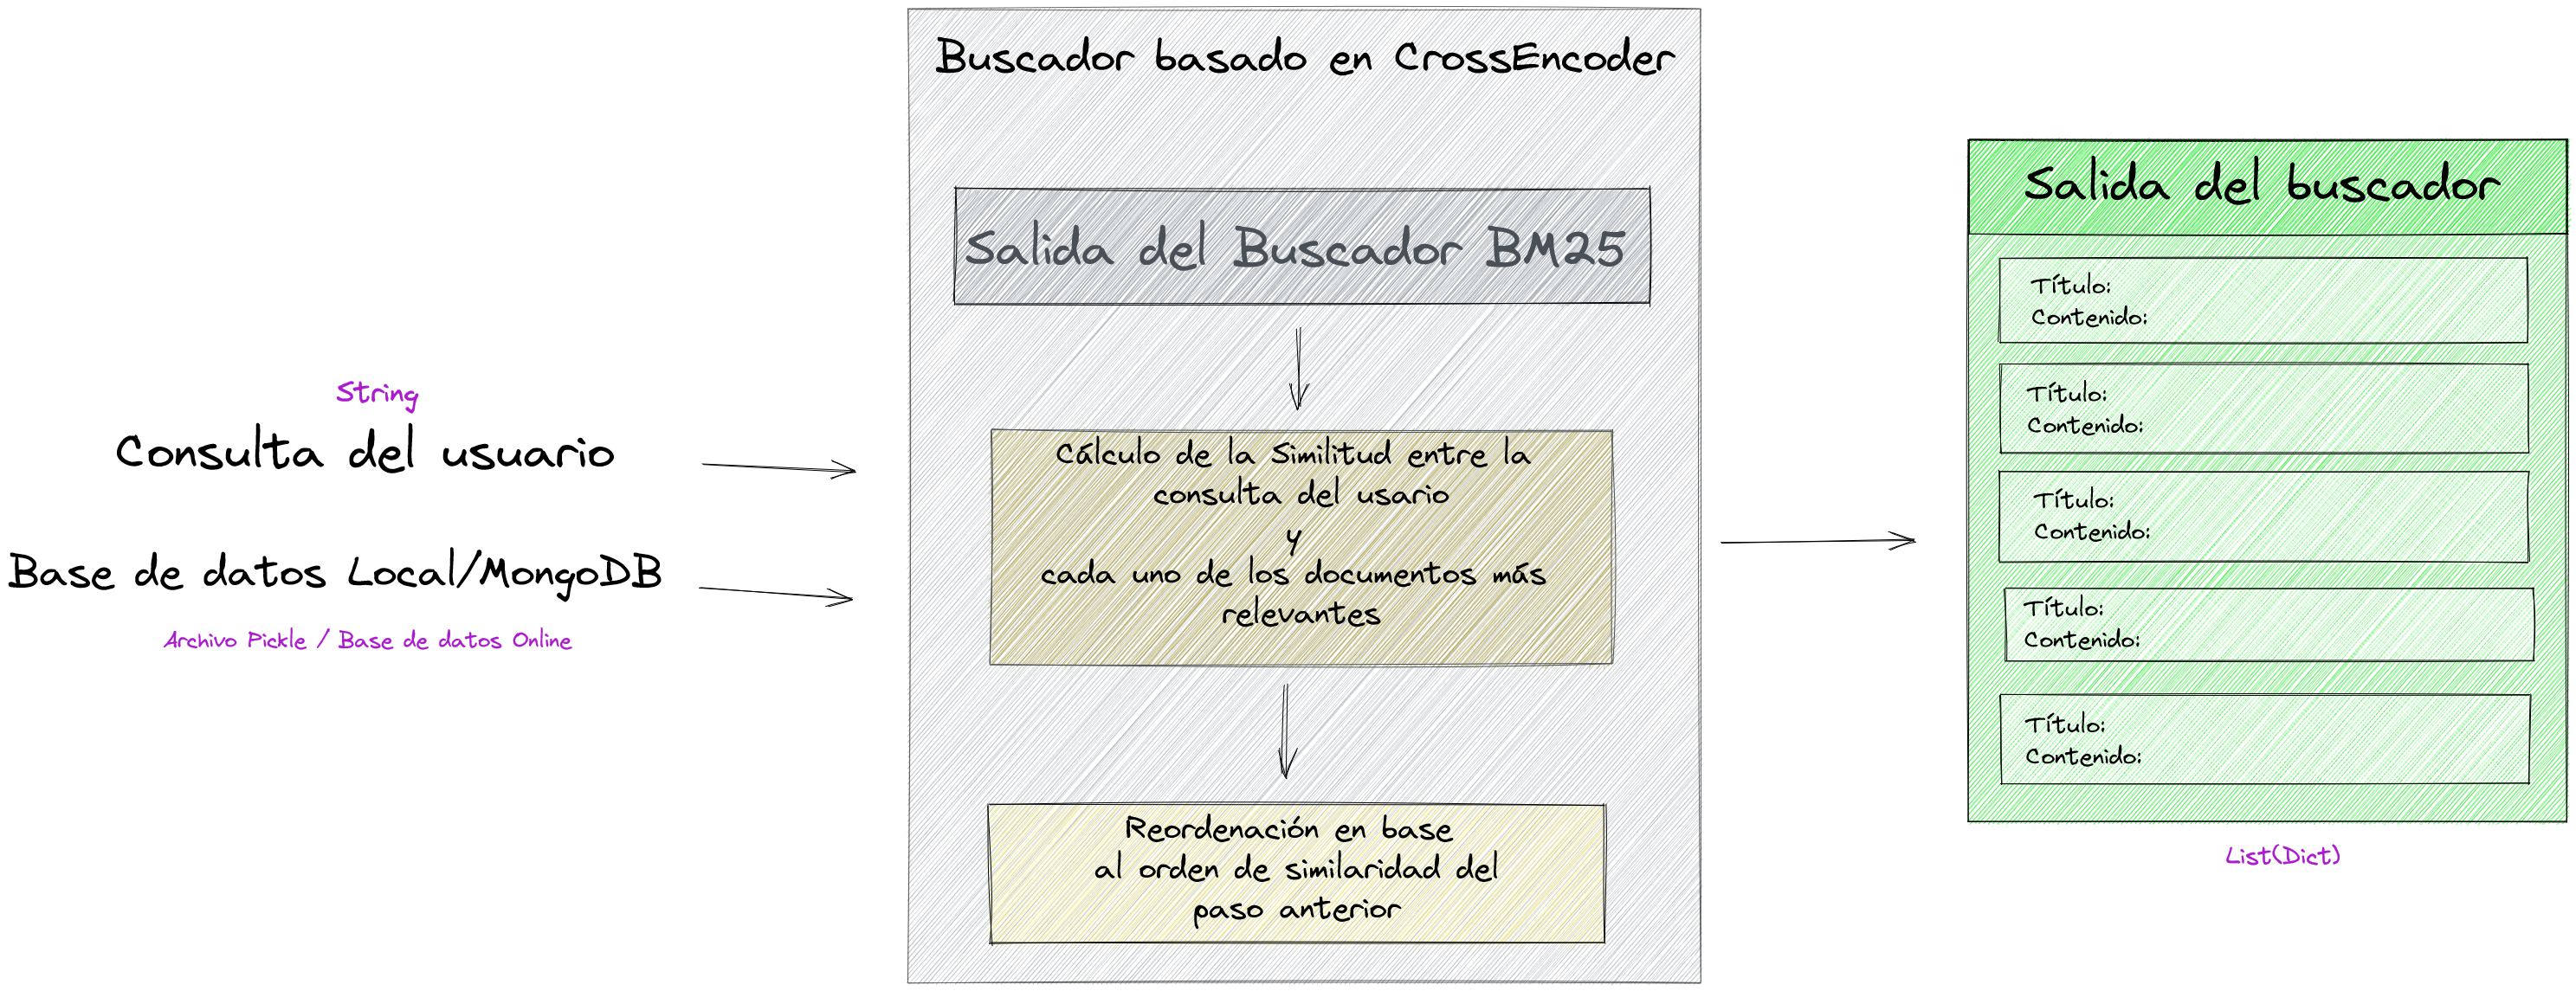 String
Consulta del usuario
Base de datos Local/MongoDB
Archivo Pickle / Base de datos Online
Buscador basado en CrossEncoder
Salida del Buscador BM25
Cálculo de la Similitud entre la
consulta del usario
y
cada uno de los documentos más
relevantes
Reordenación en base
al orden de similaridad del
paso anterior
Salida del buscador
Título:
Contenido:
Título:
Contenido:
Título:
Contenido:
Título:
Contenido:
Título:
Contenido:
List(Dict)